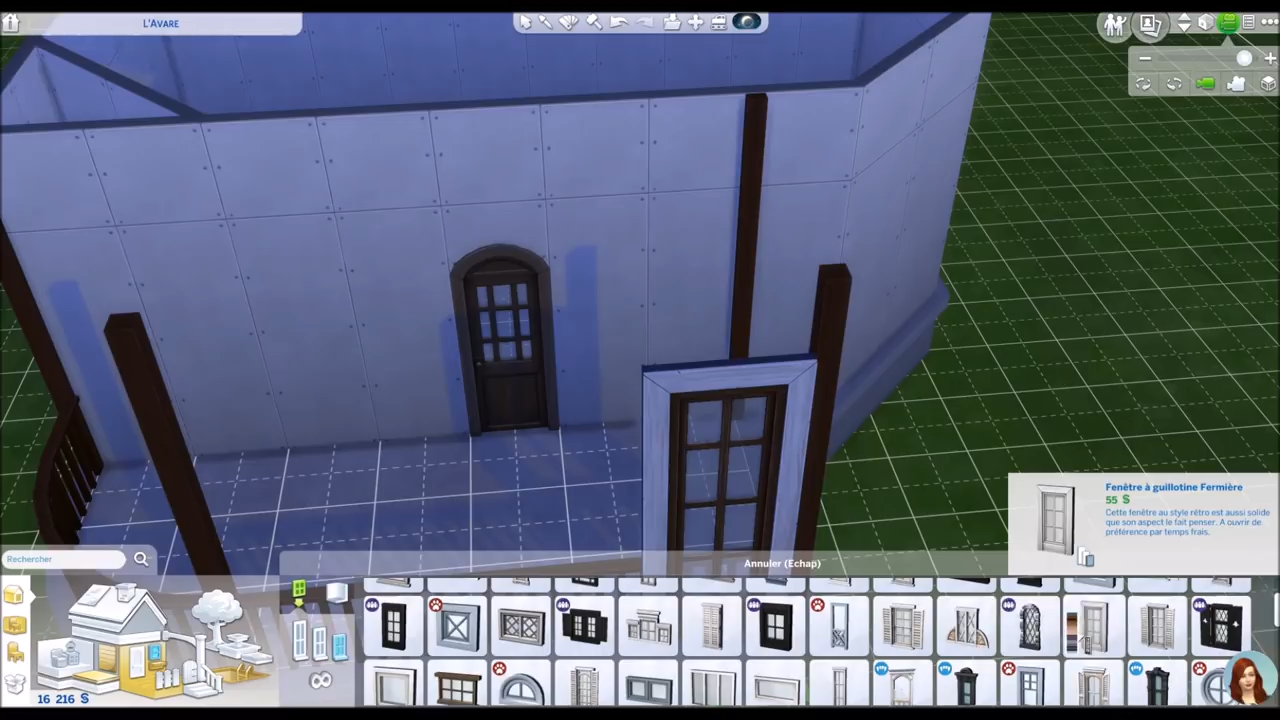 L'AVARE
Fenêtre à guillotine Fermière
55 $
Cette fenêtre au style rétro est aussi solide
que son aspect le fait penser. A ouvrir de
préférence par temps frais.
Rechercher
Annuler (Echap)
16 216 $